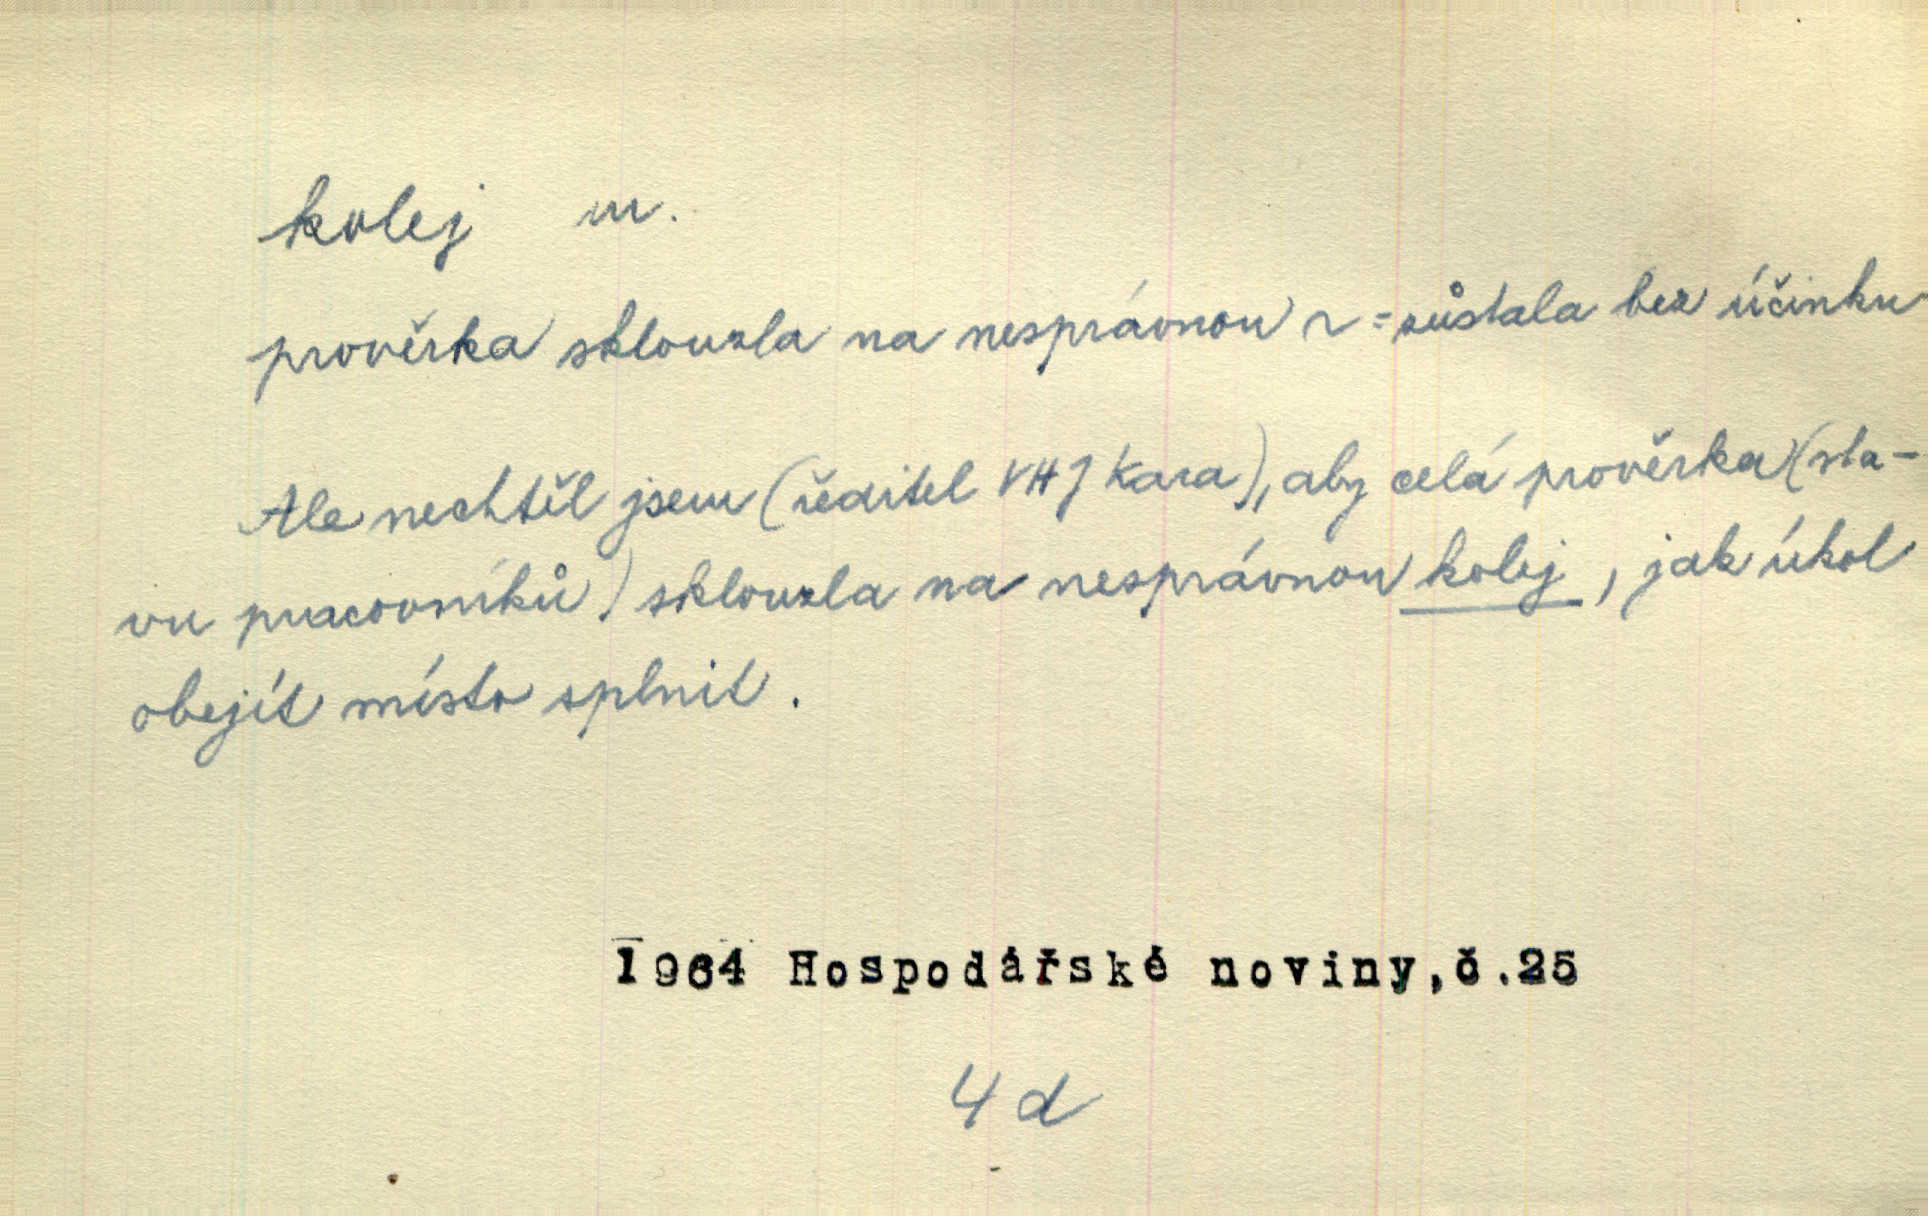 kolej m.
prověrka sklouzla na nesprávnou ~ = zůstala bez účinku
Ale nechtěl jsem (ředitel VHJ Kara), aby celá prověrka (sta-
vu pracovníků) sklouzla na nesprávnou kolej, jak úkol
obejít místo splnit.
1964 Hospodářské noviny,č.25
4 d